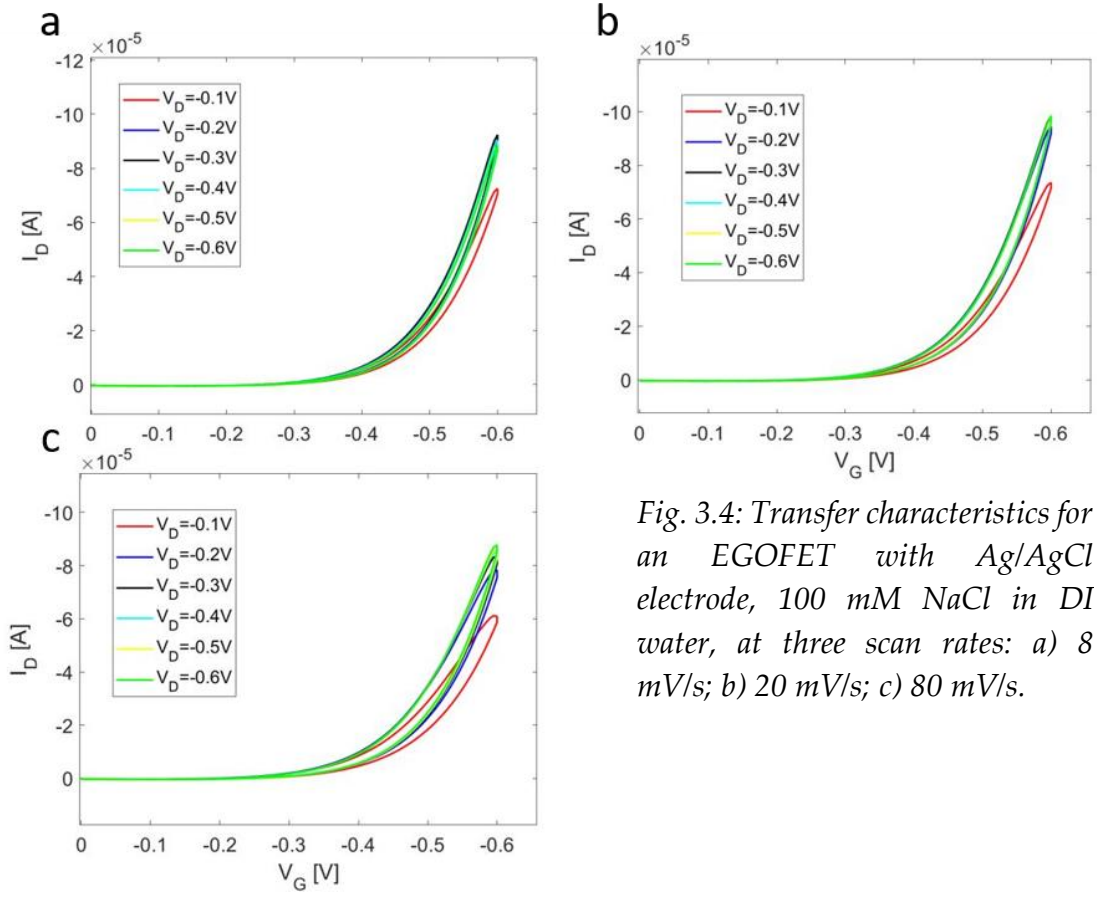 a
×10⁻⁵
-12
-10
-8
-6
-4
-2
0
I_D [A]
V_D=-0.1V
V_D=-0.2V
V_D=-0.3V
V_D=-0.4V
V_D=-0.5V
V_D=-0.6V
0 -0.1 -0.2 -0.3 -0.4 -0.5 -0.6
b
×10⁻⁵
-10
-8
-6
-4
-2
0
I_D [A]
V_D=-0.1V
V_D=-0.2V
V_D=-0.3V
V_D=-0.4V
V_D=-0.5V
V_D=-0.6V
0 -0.1 -0.2 -0.3 -0.4 -0.5 -0.6
V_G [V]
c
×10⁻⁵
-10
-8
-6
-4
-2
0
I_D [A]
V_D=-0.1V
V_D=-0.2V
V_D=-0.3V
V_D=-0.4V
V_D=-0.5V
V_D=-0.6V
0 -0.1 -0.2 -0.3 -0.4 -0.5 -0.6
V_G [V]
Fig. 3.4: Transfer characteristics for
an EGOFET with Ag/AgCl
electrode, 100 mM NaCl in DI
water, at three scan rates: a) 8
mV/s; b) 20 mV/s; c) 80 mV/s.